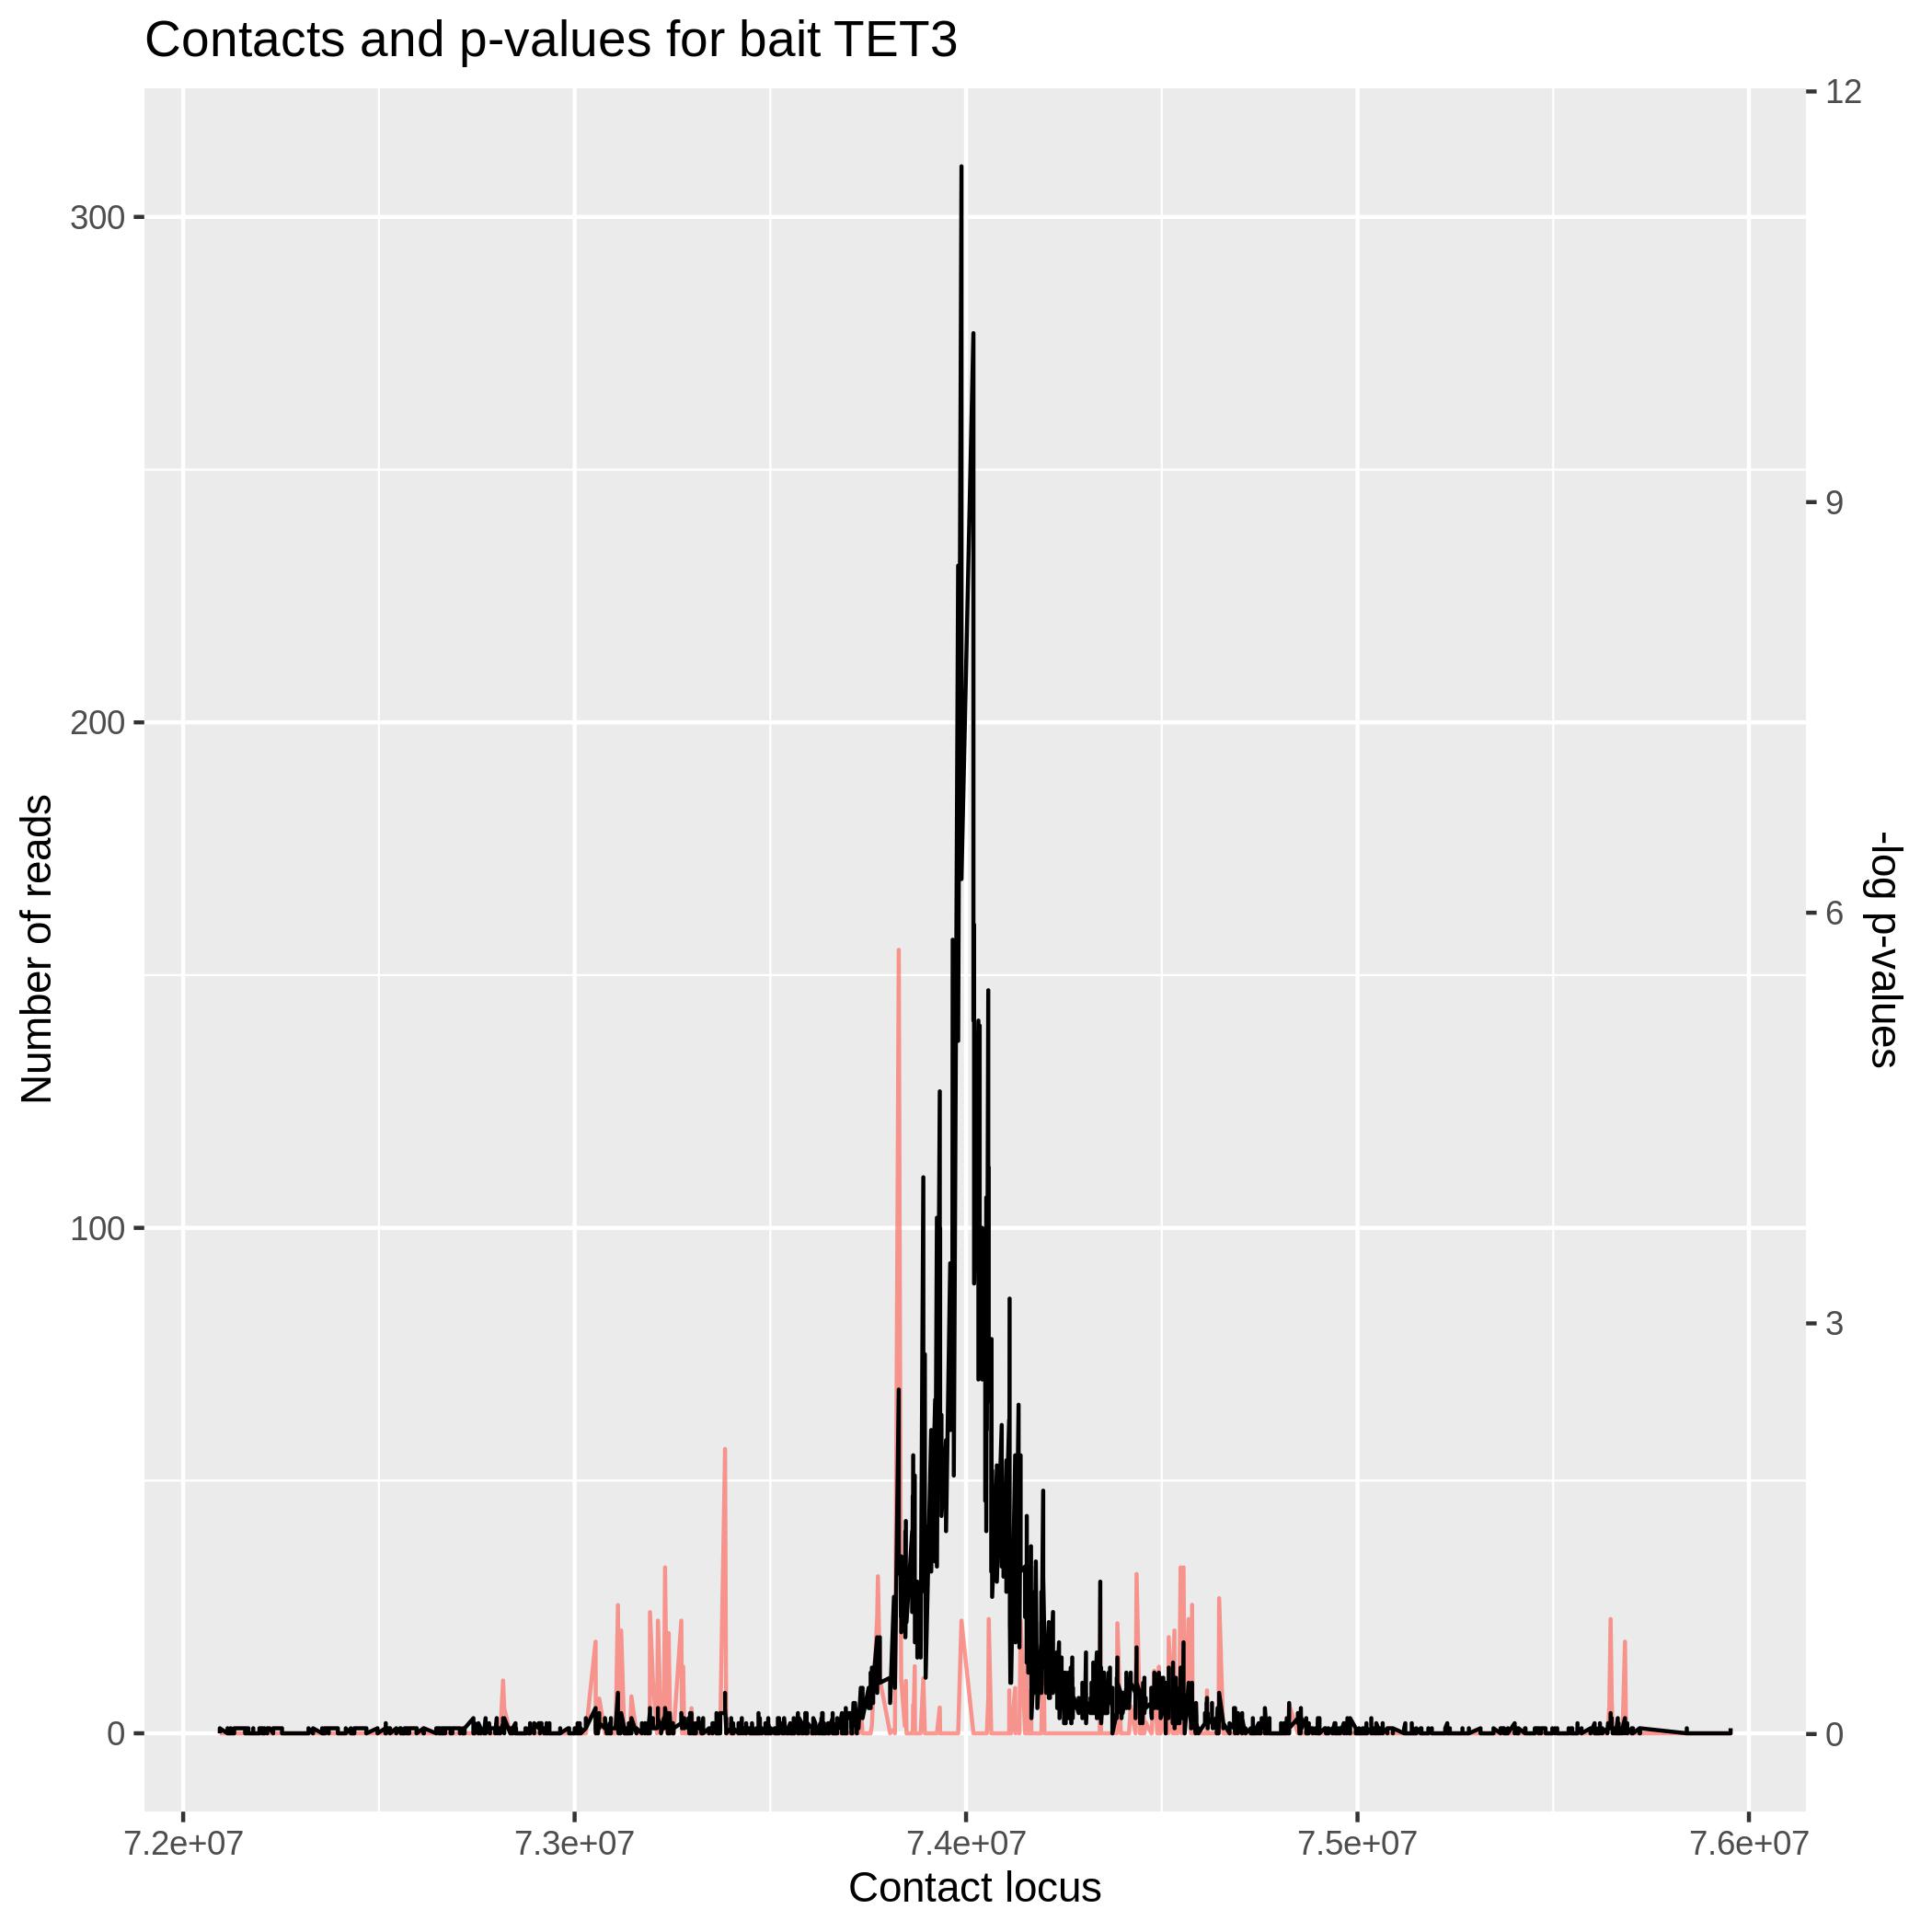 Contacts and p-values for bait TET3
12
300
9
200
6
Number of reads
-log p-values
100
3
0
0
7.2e+07
7.3e+07
7.4e+07
7.5e+07
7.6e+07
Contact locus